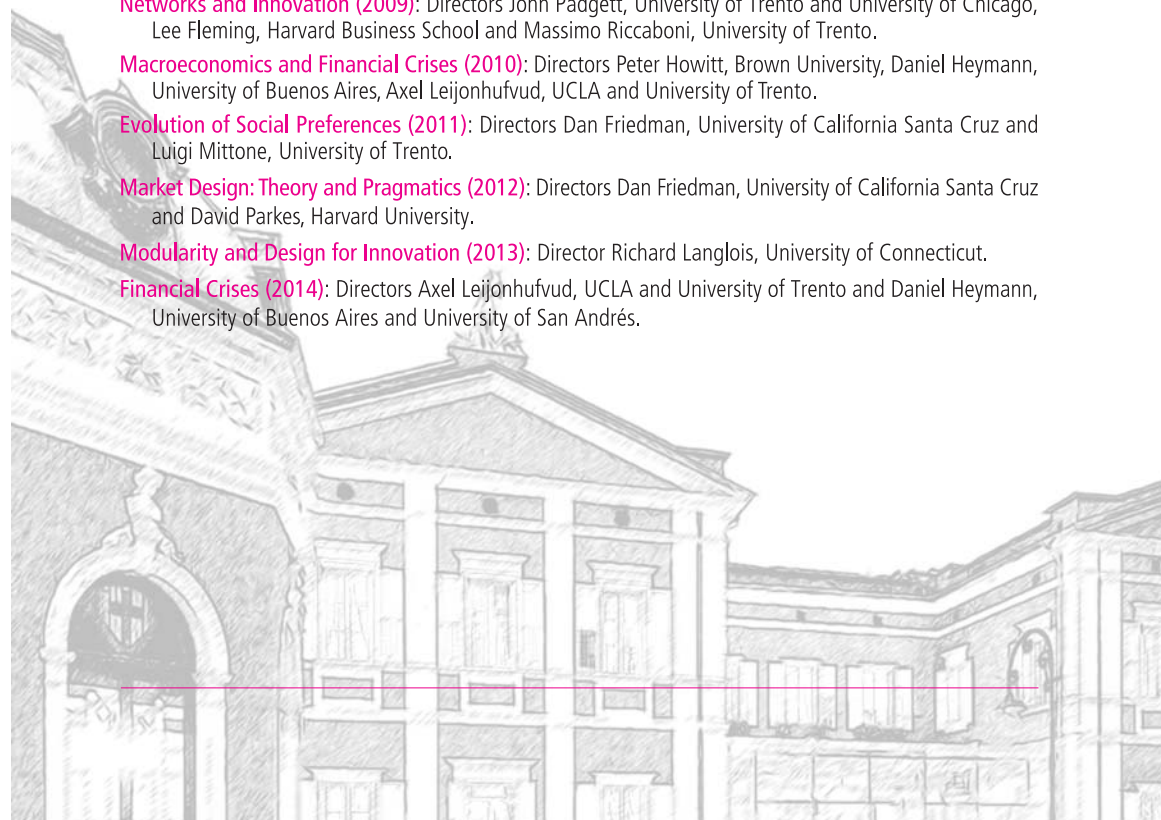 Networks and Innovation (2009): Directors John Padgett, University of Trento and University of Chicago,
Lee Fleming, Harvard Business School and Massimo Riccaboni, University of Trento.
Macroeconomics and Financial Crises (2010): Directors Peter Howitt, Brown University, Daniel Heymann,
University of Buenos Aires, Axel Leijonhufvud, UCLA and University of Trento.
Evolution of Social Preferences (2011): Directors Dan Friedman, University of California Santa Cruz and
Luigi Mittone, University of Trento.
Market Design: Theory and Pragmatics (2012): Directors Dan Friedman, University of California Santa Cruz
and David Parkes, Harvard University.
Modularity and Design for Innovation (2013): Director Richard Langlois, University of Connecticut.
Financial Crises (2014): Directors Axel Leijonhufvud, UCLA and University of Trento and Daniel Heymann,
University of Buenos Aires and University of San Andrés.